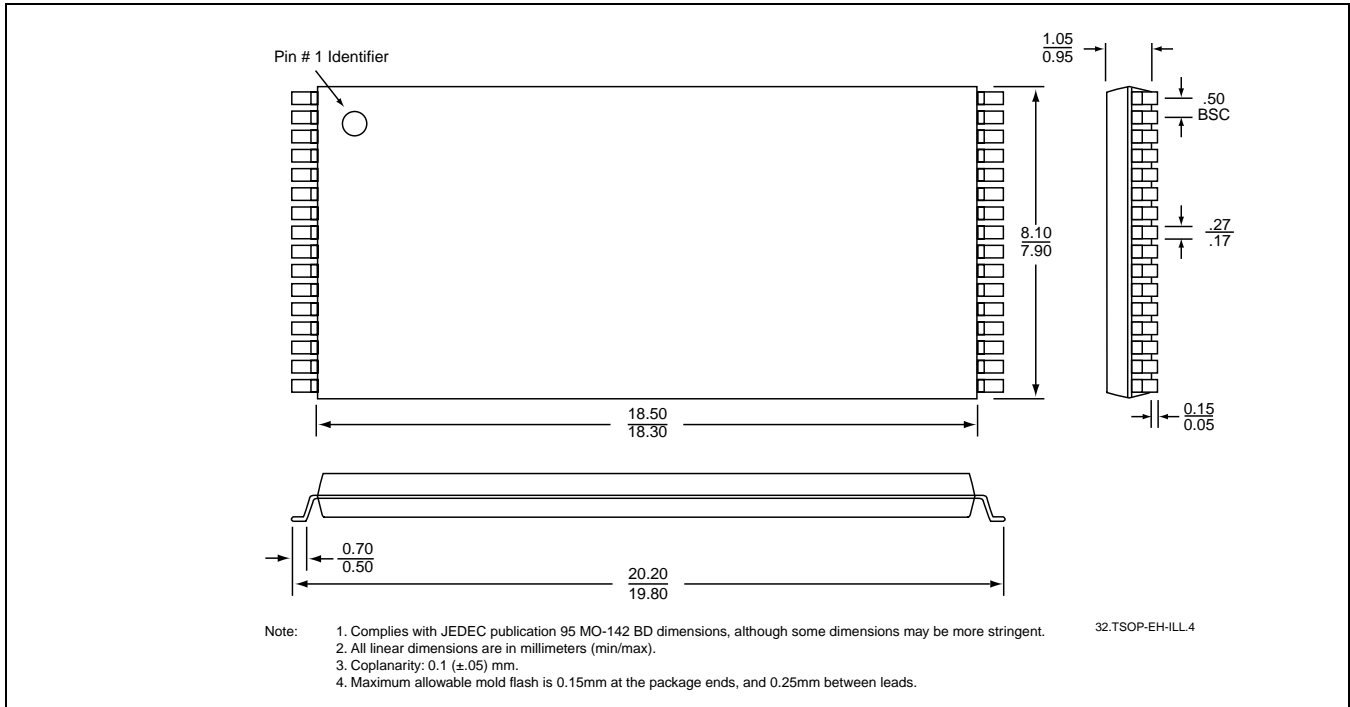 Pin # 1 Identifier
1.05
0.95
.50
BSC
8.10
7.90
.27
.17
18.50
18.30
0.15
0.05
0.70
0.50
20.20
19.80
Note: 1. Complies with JEDEC publication 95 MO-142 BD dimensions, although some dimensions may be more stringent.
32.TSOP-EH-ILL.4
2. All linear dimensions are in millimeters (min/max).
3. Coplanarity: 0.1 (±.05) mm.
4. Maximum allowable mold flash is 0.15mm at the package ends, and 0.25mm between leads.